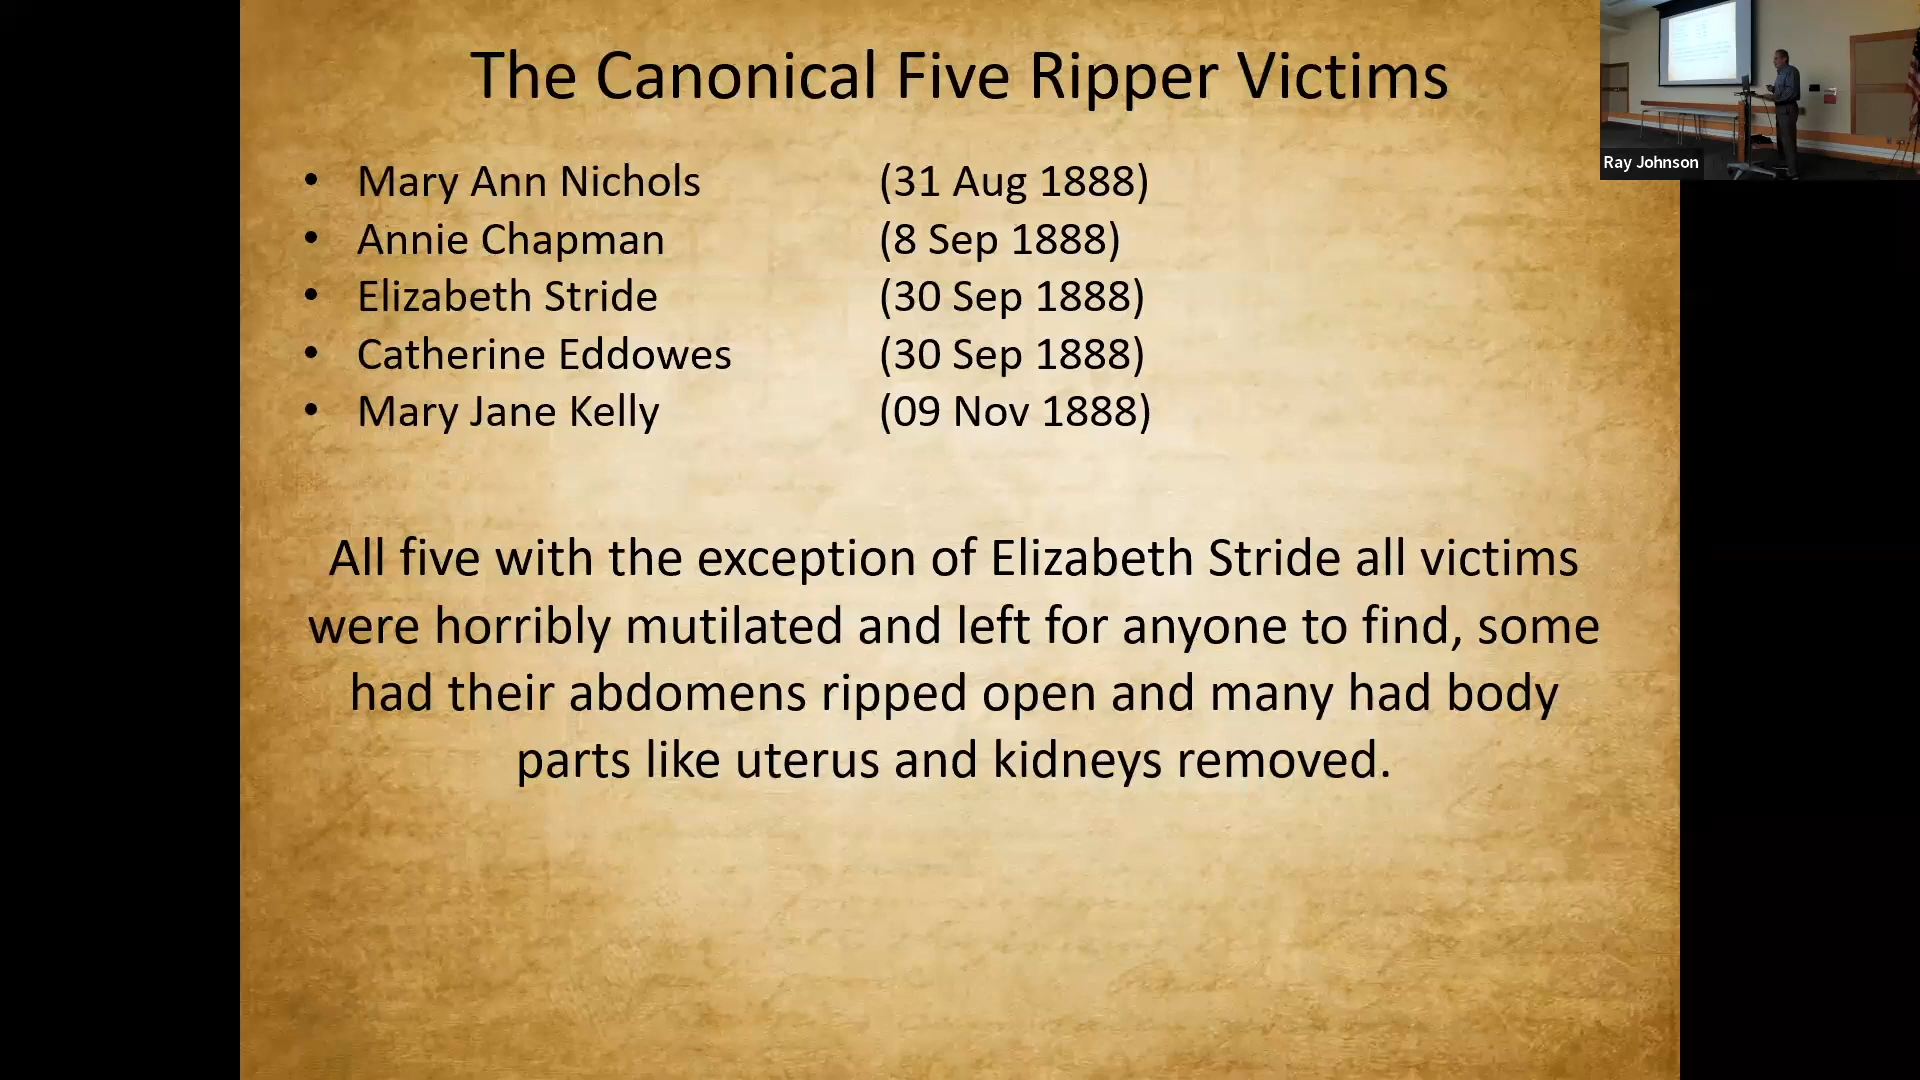 The Canonical Five Ripper Victims
• Mary Ann Nichols (31 Aug 1888)
• Annie Chapman (8 Sep 1888)
• Elizabeth Stride (30 Sep 1888)
• Catherine Eddowes (30 Sep 1888)
• Mary Jane Kelly (09 Nov 1888)
All five with the exception of Elizabeth Stride all victims
were horribly mutilated and left for anyone to find, some
had their abdomens ripped open and many had body
parts like uterus and kidneys removed.
Ray Johnson